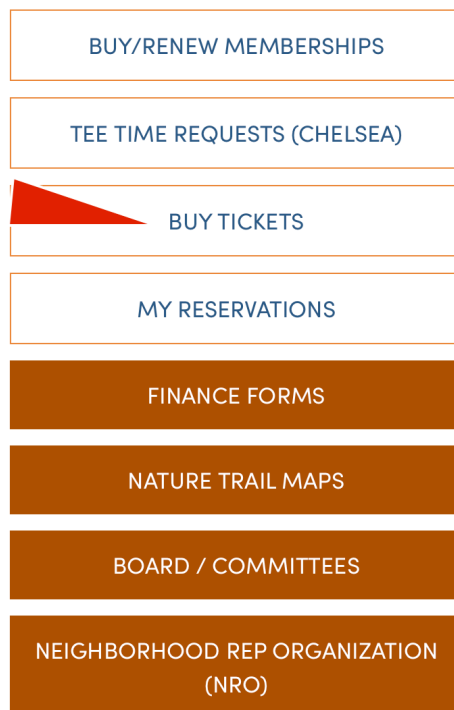 BUY/RENEW MEMBERSHIPS
TEE TIME REQUESTS (CHELSEA)
BUY TICKETS
MY RESERVATIONS
FINANCE FORMS
NATURE TRAIL MAPS
BOARD / COMMITTEES
NEIGHBORHOOD REP ORGANIZATION
(NRO)